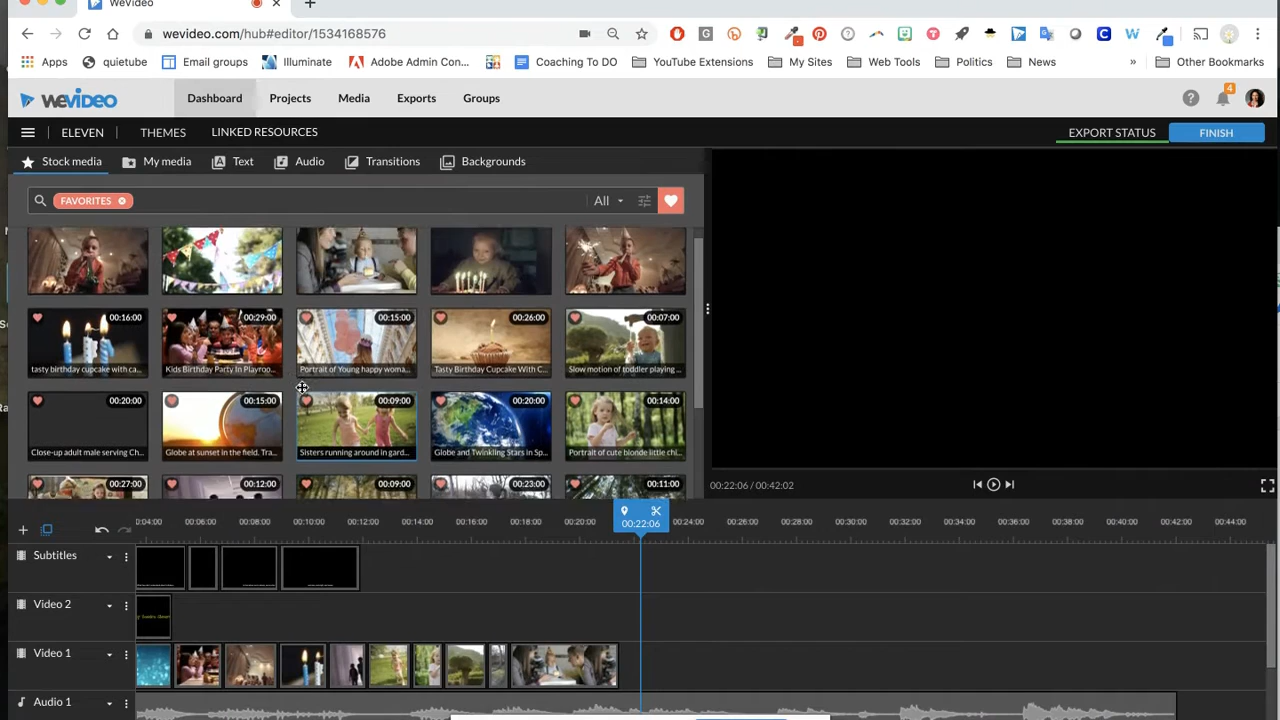 WeVideo
wevideo.com/hub#editor/1534168576
Apps quietube Email groups Illuminate Adobe Admin Con... Coaching TO DO YouTube Extensions My Sites Web Tools Politics News » Other Bookmarks
WEVIDEO Dashboard Projects Media Exports Groups 4
ELEVEN THEMES LINKED RESOURCES EXPORT STATUS FINISH
Stock media My media Text Audio Transitions Backgrounds
FAVORITES All
00:16:00 00:29:00 00:15:00 00:26:00 00:07:00
tasty birthday cupcake with ca... Kids Birthday Party In Playroo... Portrait of Young happy woma... Tasty Birthday Cupcake With C... Slow motion of toddler playing ...
00:20:00 00:15:00 00:09:00 00:20:00 00:14:00
Close-up adult male serving Ch... Globe at sunset in the field. Tra... Sisters running around in gard... Globe and Twinkling Stars in Sp... Portrait of cute blonde little chi...
00:27:00 00:12:00 00:09:00 00:23:00 00:11:00
00:22:06 / 00:42:02
0:04:00 00:06:00 00:08:00 00:10:00 00:12:00 00:14:00 00:16:00 00:18:00 00:20:00 00:22:06 00:24:00 00:26:00 00:28:00 00:30:00 00:32:00 00:34:00 00:36:00 00:38:00 00:40:00 00:42:00 00:44:00
Subtitles
Video 2
Video 1
Audio 1